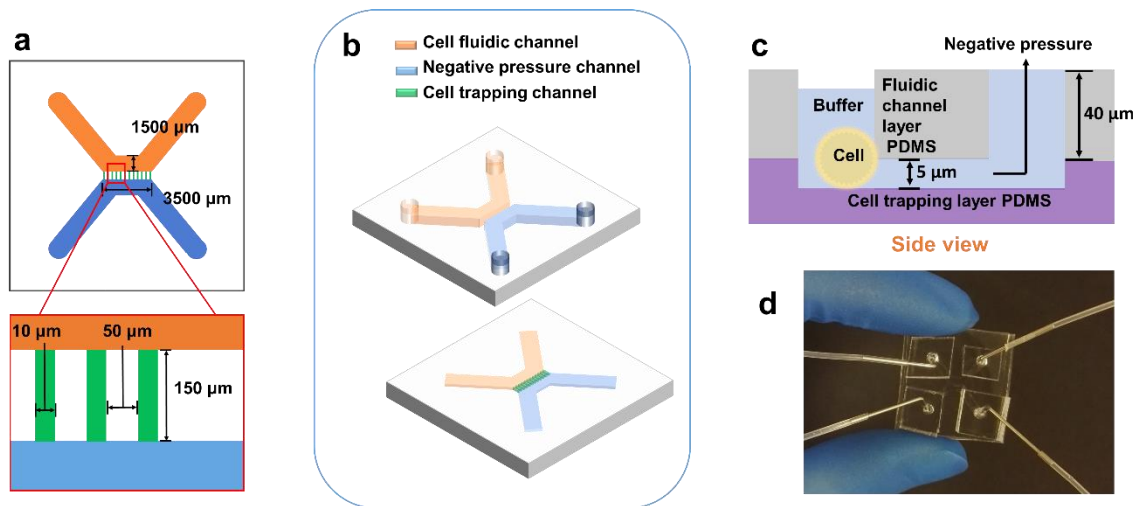 a
1500 µm
3500 µm
10 µm
50 µm
150 µm
b
Cell fluidic channel
Negative pressure channel
Cell trapping channel
c
Negative pressure
Buffer
Fluidic
channel
layer
PDMS
40 µm
Cell
5 µm
Cell trapping layer PDMS
Side view
d